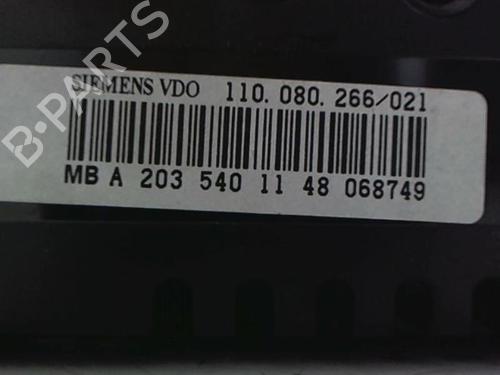 SIEMENS VDO 110. 080. 266/021
MB A 203 540 11 48 068749
B-PARTS